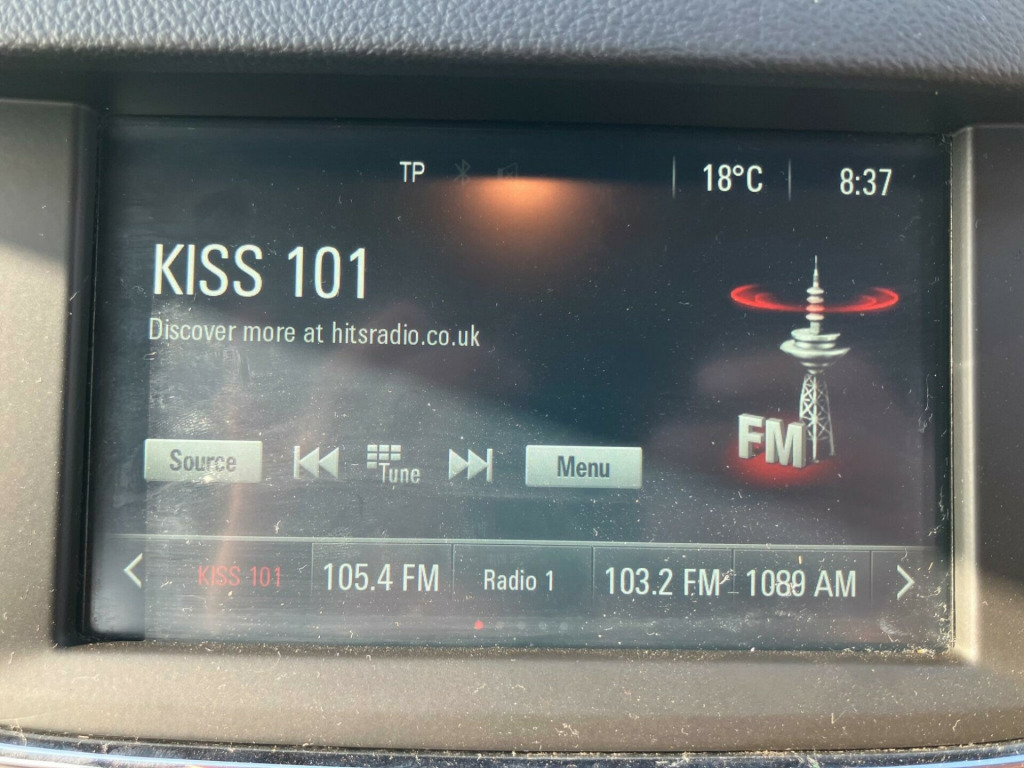 TP 18°C 8:37
KISS 101
Discover more at hitsradio.co.uk
FM
Source Tune Menu
KISS 101 105.4 FM Radio 1 103.2 FM 1089 AM